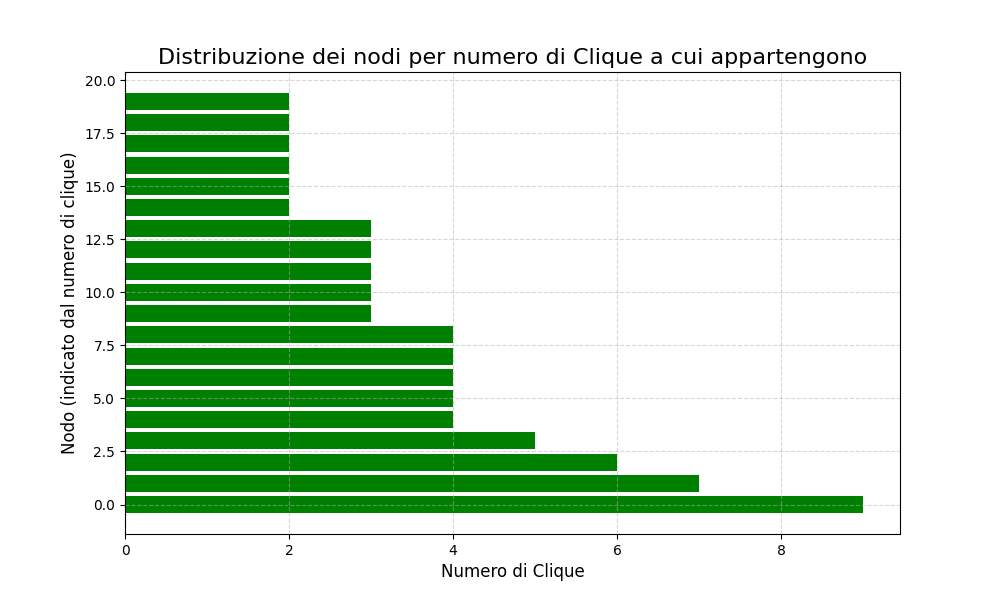 Distribuzione dei nodi per numero di Clique a cui appartengono
20.0
17.5
15.0
12.5
10.0
7.5
5.0
2.5
0.0
Nodo (indicato dal numero di clique)
0 2 4 6 8
Numero di Clique